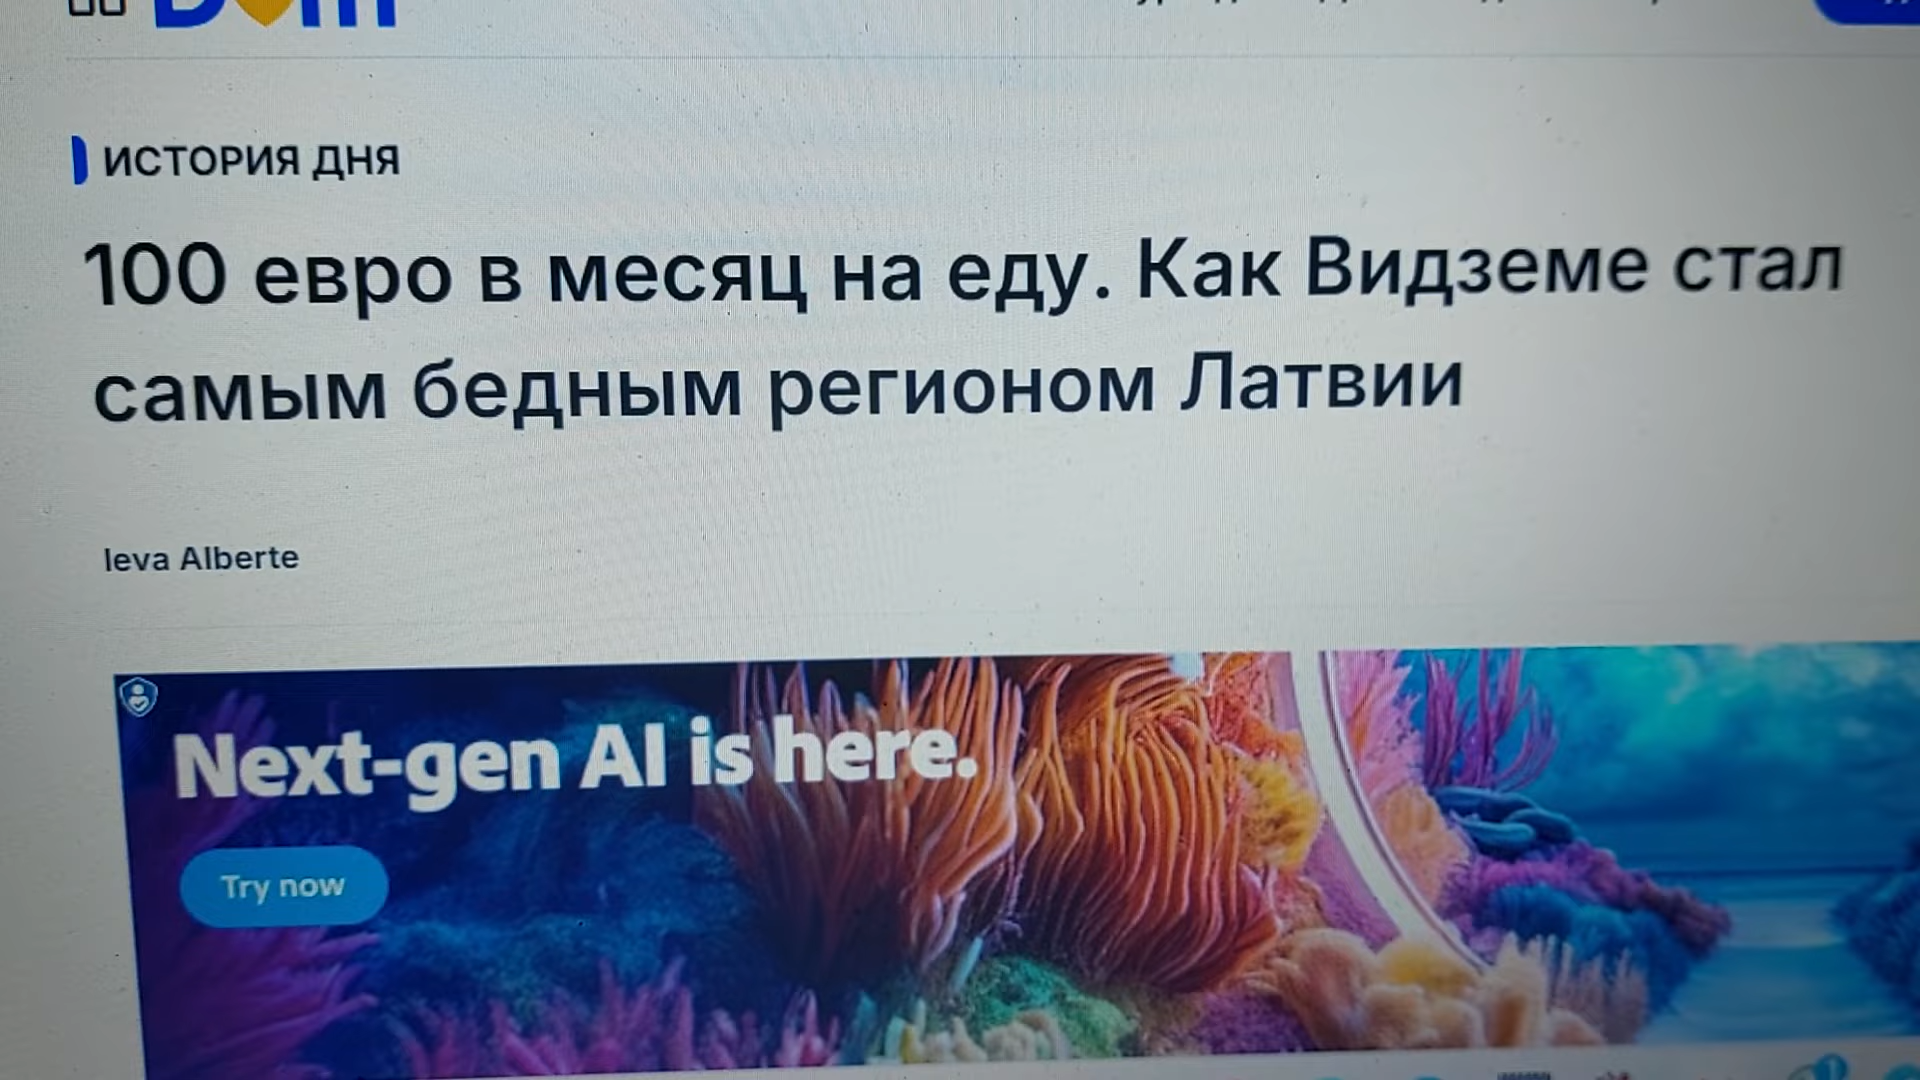 ИСТОРИЯ ДНЯ
100 евро в месяц на еду. Как Видземе стал
самым бедным регионом Латвии
Ieva Alberte
Next-gen AI is here.
Try now